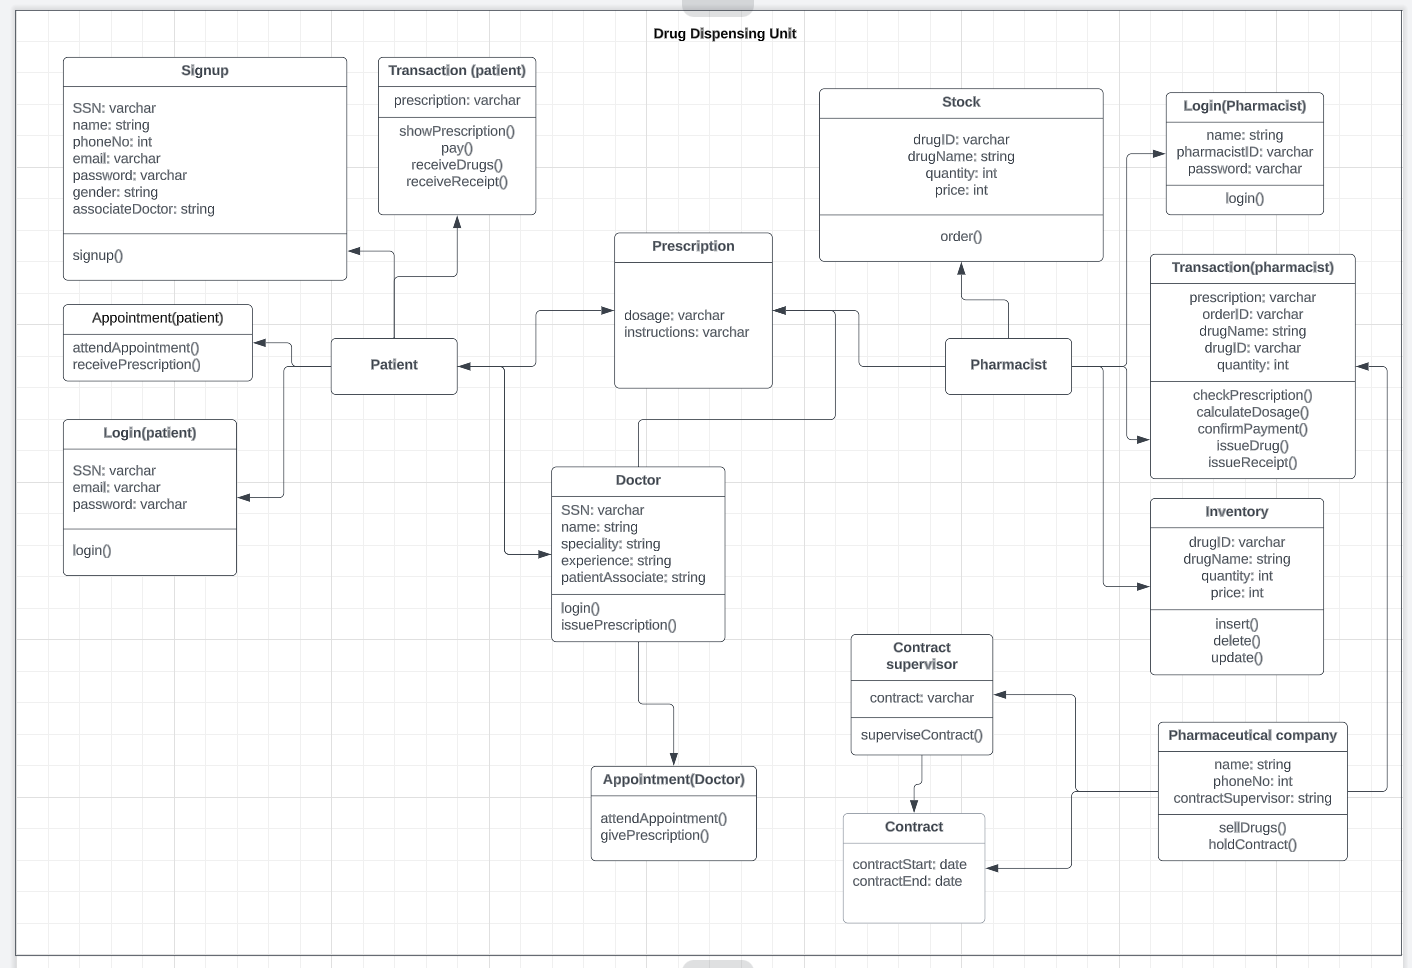 Drug Dispensing Unit
Signup
SSN: varchar
name: string
phoneNo: int
email: varchar
password: varchar
gender: string
associateDoctor: string
signup()
Transaction (patient)
prescription: varchar
showPrescription()
pay()
receiveDrugs()
receiveReceipt()
Stock
drugID: varchar
drugName: string
quantity: int
price: int
order()
Login(Pharmacist)
name: string
pharmacistID: varchar
password: varchar
login()
Prescription
dosage: varchar
instructions: varchar
Transaction(pharmacist)
prescription: varchar
orderID: varchar
drugName: string
drugID: varchar
quantity: int
checkPrescription()
calculateDosage()
confirmPayment()
issueDrug()
issueReceipt()
Appointment(patient)
attendAppointment()
receivePrescription()
Patient
Pharmacist
Login(patient)
SSN: varchar
email: varchar
password: varchar
login()
Doctor
SSN: varchar
name: string
speciality: string
experience: string
patientAssociate: string
login()
issuePrescription()
Inventory
drugID: varchar
drugName: string
quantity: int
price: int
insert()
delete()
update()
Contract
supervisor
contract: varchar
superviseContract()
Pharmaceutical company
name: string
phoneNo: int
contractSupervisor: string
sellDrugs()
holdContract()
Appointment(Doctor)
attendAppointment()
givePrescription()
Contract
contractStart: date
contractEnd: date